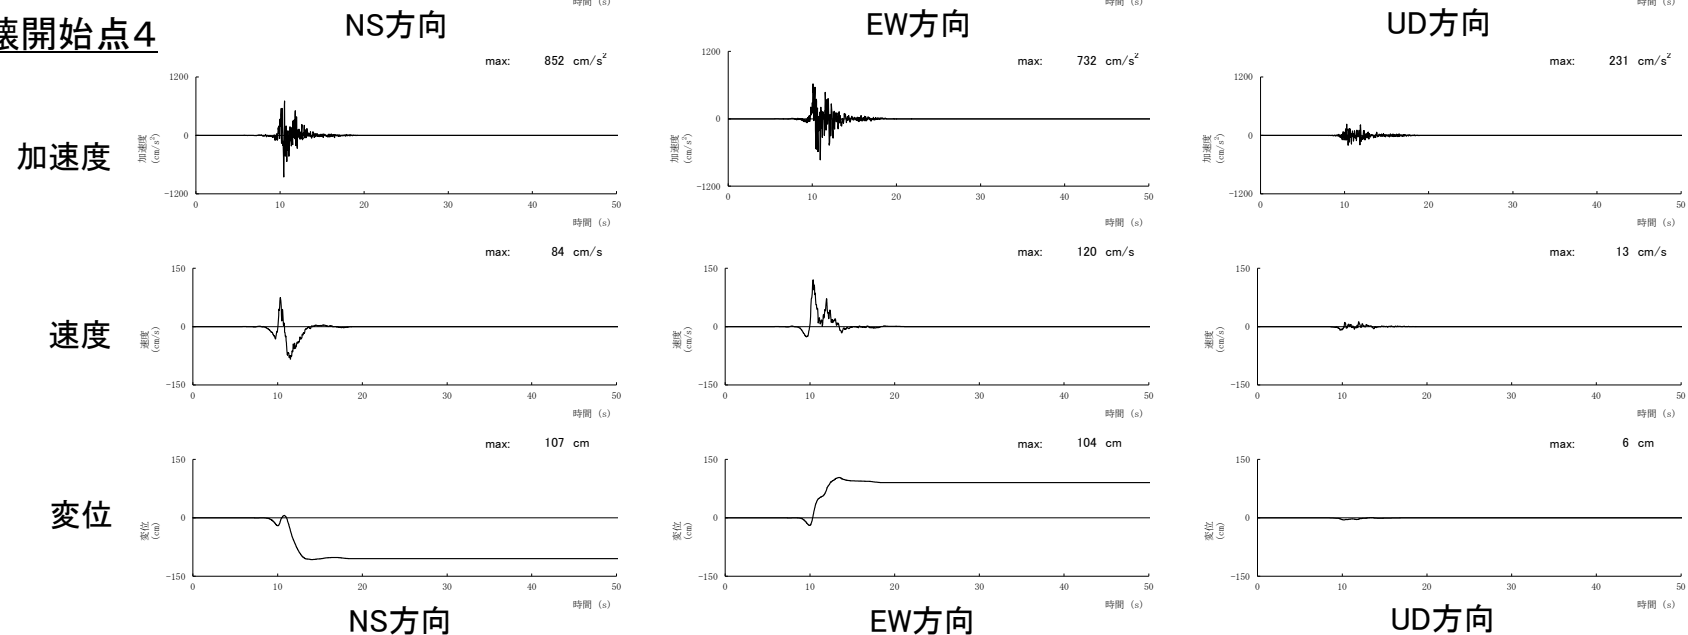 時間 (s) 時間 (s) 時間 (s)
壊開始点4
NS方向 EW方向 UD方向
max: 852 cm/s²
max: 732 cm/s²
max: 231 cm/s²
加速度
加速度 (cm/s²) 1200 0 -1200
0 10 20 30 40 50
時間 (s)
加速度 (cm/s²) 1200 0 -1200
0 10 20 30 40 50
時間 (s)
加速度 (cm/s²) 1200 0 -1200
0 10 20 30 40 50
時間 (s)
max: 84 cm/s
max: 120 cm/s
max: 13 cm/s
速度
速度 (cm/s) 150 0 -150
0 10 20 30 40 50
時間 (s)
速度 (cm/s) 150 0 -150
0 10 20 30 40 50
時間 (s)
速度 (cm/s) 150 0 -150
0 10 20 30 40 50
時間 (s)
max: 107 cm
max: 104 cm
max: 6 cm
変位
変位 (cm) 150 0 -150
0 10 20 30 40 50
時間 (s)
変位 (cm) 150 0 -150
0 10 20 30 40 50
時間 (s)
変位 (cm) 150 0 -150
0 10 20 30 40 50
時間 (s)
NS方向 EW方向 UD方向